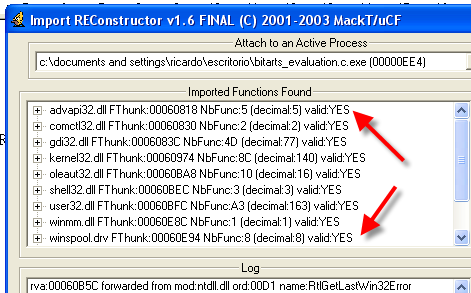 Import REConstructor v1.6 FINAL (C) 2001-2003 MackT/uCF
Attach to an Active Process
c:\documents and settings\ricardo\escritorio\bitarts_evaluation.c.exe (00000EE4)
Imported Functions Found
advapi32.dll FThunk:00060818 NbFunc:5 (decimal:5) valid:YES
comctl32.dll FThunk:00060830 NbFunc:2 (decimal:2) valid:YES
gdi32.dll FThunk:0006083C NbFunc:4D (decimal:77) valid:YES
kernel32.dll FThunk:00060974 NbFunc:8C (decimal:140) valid:YES
oleaut32.dll FThunk:00060BA8 NbFunc:10 (decimal:16) valid:YES
shell32.dll FThunk:00060BEC NbFunc:3 (decimal:3) valid:YES
user32.dll FThunk:00060BFC NbFunc:A3 (decimal:163) valid:YES
winmm.dll FThunk:00060E8C NbFunc:1 (decimal:1) valid:YES
winspool.drv FThunk:00060E94 NbFunc:8 (decimal:8) valid:YES
Log
rva:00060B5C forwarded from mod:ntdll.dll ord:00D1 name:RtlGetLastWin32Error